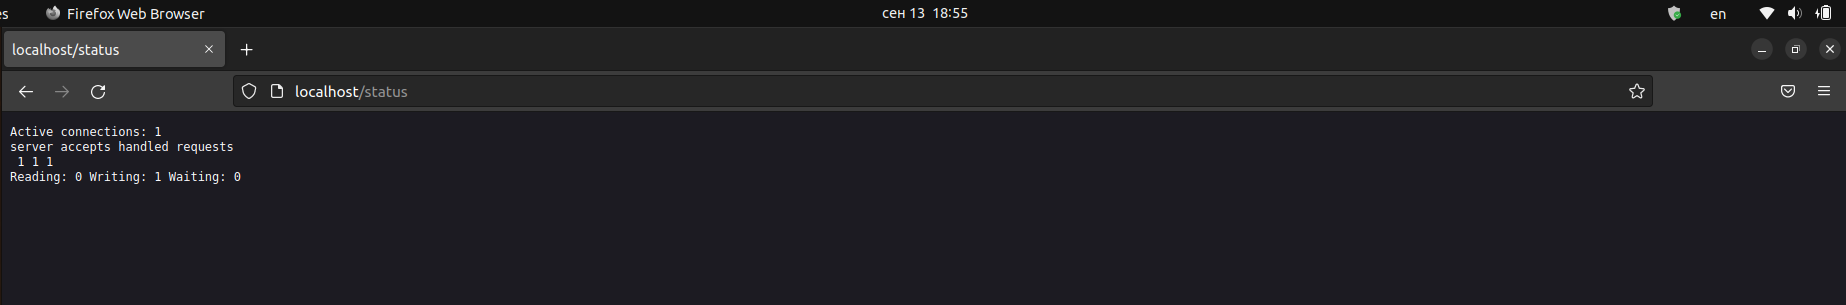 es Firefox Web Browser сен 13 18:55 en
localhost/status
localhost/status
Active connections: 1
server accepts handled requests
1 1 1
Reading: 0 Writing: 1 Waiting: 0